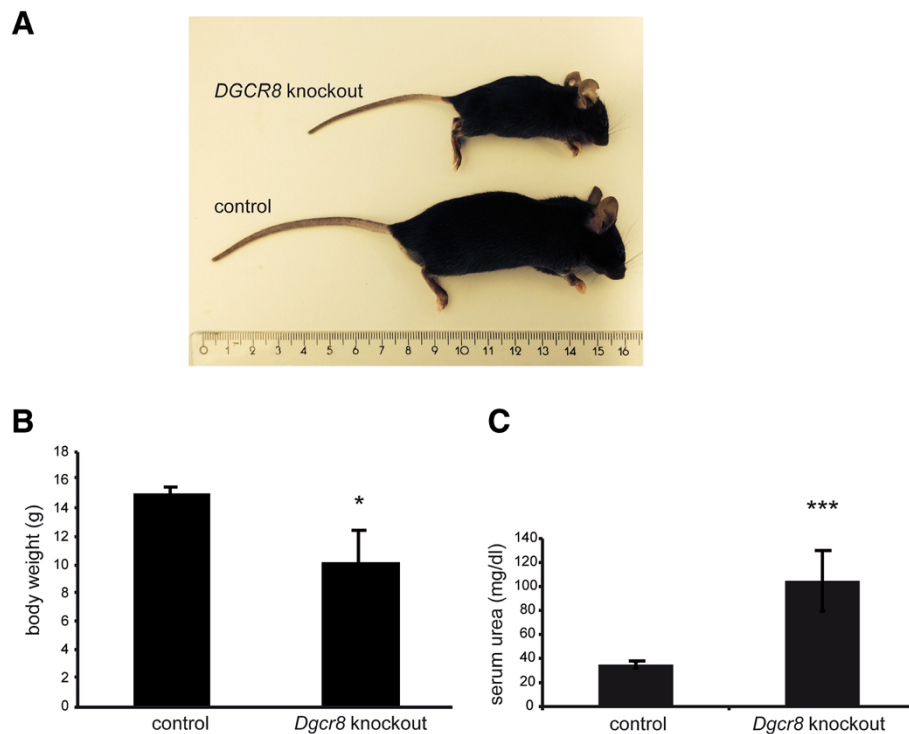 A
DGCR8 knockout
control
0 1 2 3 4 5 6 7 8 9 10 11 12 13 14 15 16
B
18
16
14
12
10
8
6
4
2
0
body weight (g)
*
control Dgcr8 knockout
C
140
120
100
80
60
40
20
0
serum urea (mg/dl)
***
control Dgcr8 knockout